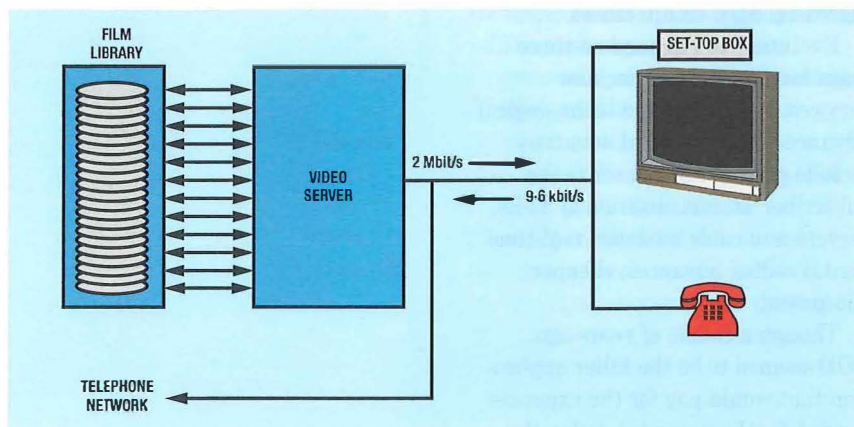 FILM
LIBRARY
SET-TOP BOX
VIDEO
SERVER
2 Mbit/s
9·6 kbit/s
TELEPHONE
NETWORK